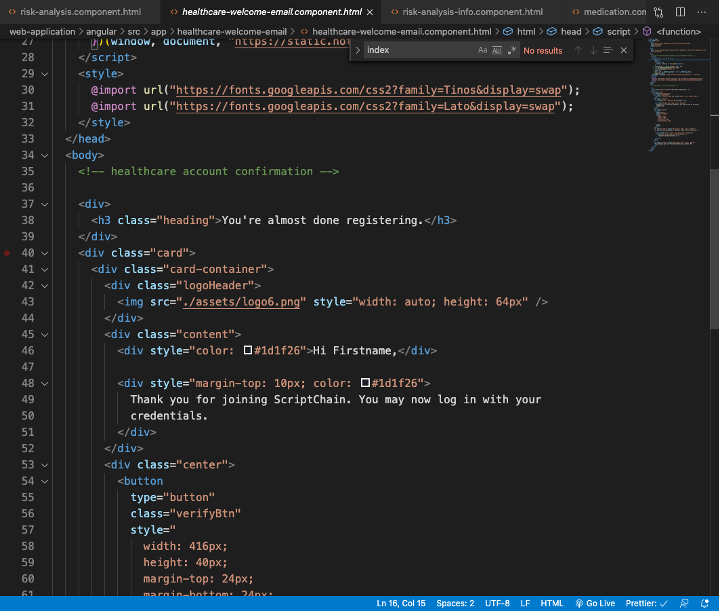 risk-analysis.component.html healthcare-welcome-email.component.html risk-analysis-info.component.html medication.con
web-application > angular > src > app > healthcare-welcome-email > healthcare-welcome-email.component.html > html > head > script > <function>
index Aa Ab .* No results
27 })(window, document, "https://static.hot
28 </script>
29 <style>
30 @import url("https://fonts.googleapis.com/css2?family=Tinos&display=swap");
31 @import url("https://fonts.googleapis.com/css2?family=Lato&display=swap");
32 </style>
33 </head>
34 <body>
35 <!-- healthcare account confirmation -->
36
37 <div>
38 <h3 class="heading">You're almost done registering.</h3>
39 </div>
40 <div class="card">
41 <div class="card-container">
42 <div class="logoHeader">
43 <img src="./assets/logo6.png" style="width: auto; height: 64px" />
44 </div>
45 <div class="content">
46 <div style="color: #1d1f26">Hi Firstname,</div>
47
48 <div style="margin-top: 10px; color: #1d1f26">
49 Thank you for joining ScriptChain. You may now log in with your
50 credentials.
51 </div>
52 </div>
53 <div class="center">
54 <button
55 type="button"
56 class="verifyBtn"
57 style="
58 width: 416px;
59 height: 40px;
60 margin-top: 24px;
61 margin-bottom: 24px;
Ln 16, Col 15 Spaces: 2 UTF-8 LF HTML Go Live Prettier: ✓